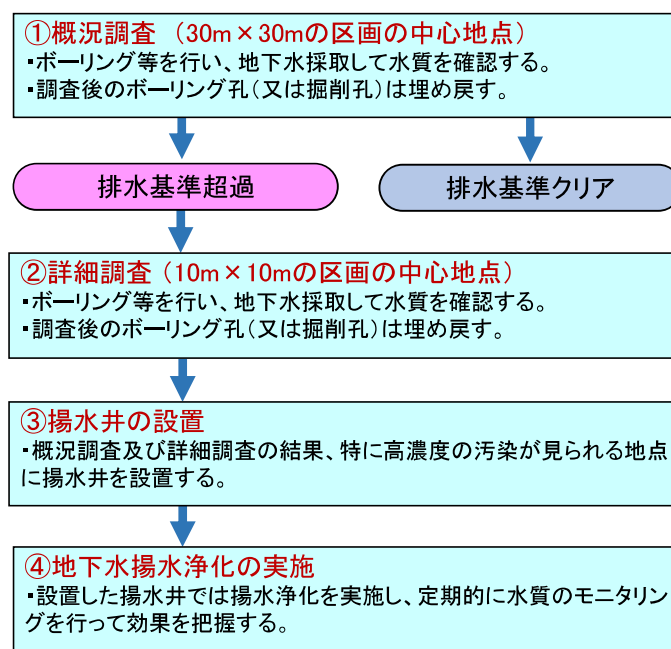 ①概況調査（30m×30mの区画の中心地点）
・ボーリング等を行い、地下水採取して水質を確認する。
・調査後のボーリング孔（又は掘削孔）は埋め戻す。
排水基準超過
排水基準クリア
②詳細調査（10m×10mの区画の中心地点）
・ボーリング等を行い、地下水採取して水質を確認する。
・調査後のボーリング孔（又は掘削孔）は埋め戻す。
③揚水井の設置
・概況調査及び詳細調査の結果、特に高濃度の汚染が見られる地点
に揚水井を設置する。
④地下水揚水浄化の実施
・設置した揚水井では揚水浄化を実施し、定期的に水質のモニタリン
グを行って効果を把握する。